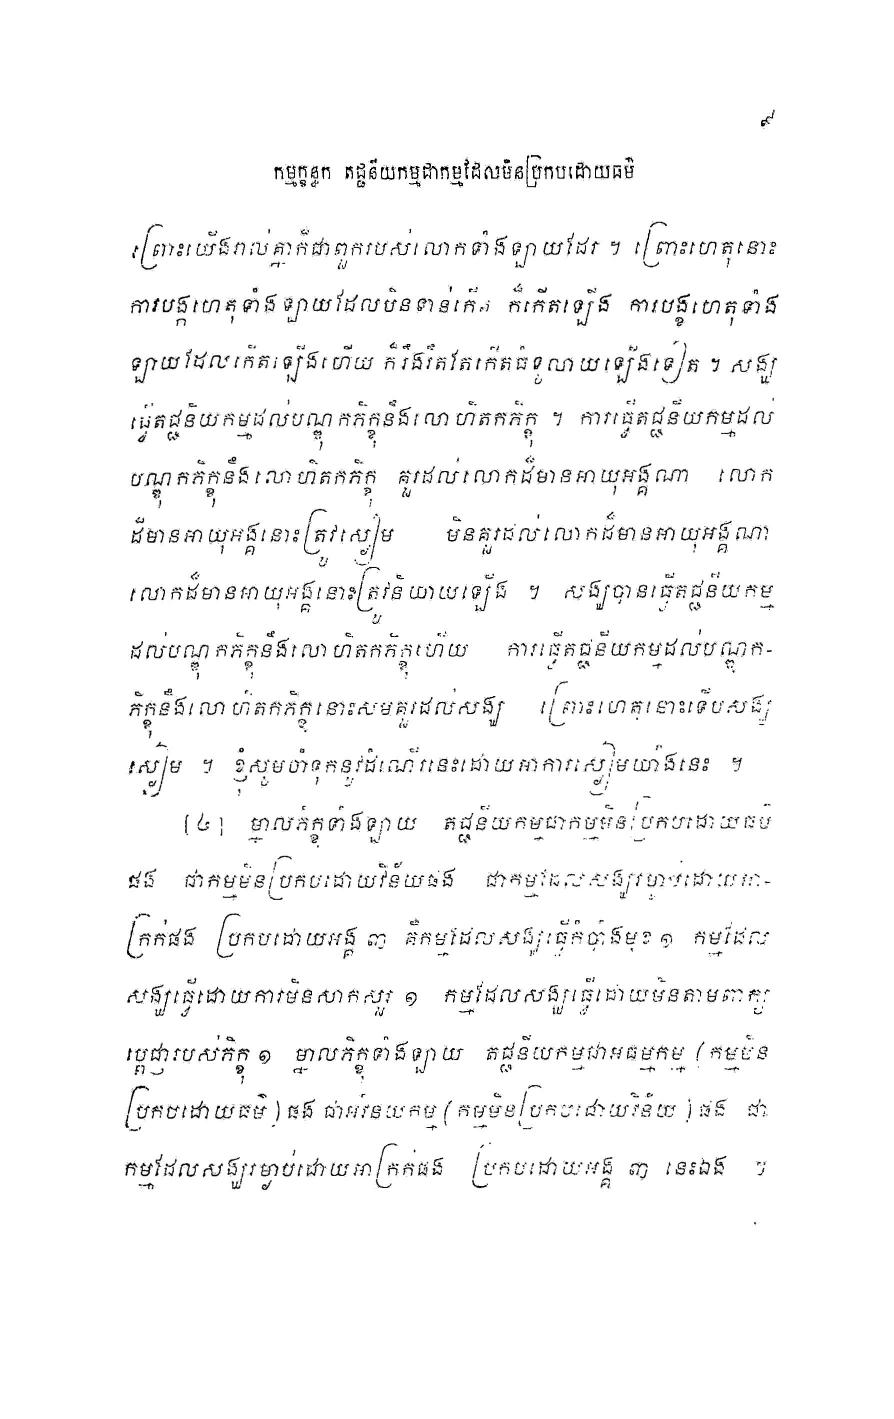 ៩
កម្មក្ខន្ធក តជ្ជនីយកម្មជាកម្មដែលមិនប្រកបដោយធម៌
ព្រោះយើងរាល់គ្នាក៏ជាពួករបស់លោកទាំងឡាយដែរ ។ ព្រោះហេតុនោះ
ការបង្កហេតុទាំងឡាយដែលមិនទាន់កើត ក៏កើតឡើង ការបង្កហេតុទាំង
ឡាយដែលកើតឡើងហើយ ក៏រឹងរឹតតែកើតធំទូលាយឡើងទៀត ។ សង្ឃ
ធ្វើតជ្ជនិយកម្មដល់បណ្ឌុកភិក្ខុនឹងលោហិតកភិក្ខុ ។ ការធ្វើតជ្ជនីយកម្មដល់
បណ្ឌុកភិក្ខុនឹងលោហិតកភិក្ខុ គួរដល់លោកដ៏មានអាយុអង្គណា លោក
ដ៏មានអាយុអង្គនោះត្រូវស្ងៀម មិនគួរដល់លោកដ៏មានអាយុអង្គណា
លោកដ៏មានអាយុអង្គនោះត្រូវនិយាយឡើង ។ សង្ឃបានធ្វើតជ្ជនីយកម្ម
ដល់បណ្ឌុកភិក្ខុនឹងលោហិតកភិក្ខុហើយ ការធ្វើតជ្ជនីយកម្មដល់បណ្ឌុក-
ភិក្ខុនឹងលោហិតកភិក្ខុនោះសមគួរដល់សង្ឃ ព្រោះហេតុនោះទើបសង្ឃ
ស្ងៀម ។ ខ្ញុំសូមចាំទុកនូវដំណើរនេះដោយអាការស្ងៀមយ៉ាងនេះ ។
(៤) ម្នាលភិក្ខុទាំងឡាយ តជ្ជនីយកម្មជាកម្មមិនប្រកបដោយធម៌
ផង ជាកម្មមិនប្រកបដោយវិន័យផង ជាកម្មដែលសង្ឃរម្ងាប់ដោយអា-
ក្រក់ផង ប្រកបដោយអង្គ ៣ គឺកម្មដែលសង្ឃធ្វើកំបាំងមុខ ១ កម្មដែល
សង្ឃធ្វើដោយការមិនសាកសួរ ១ កម្មដែលសង្ឃធ្វើដោយមិនតាមពាក្យ
ប្តេជ្ញារបស់ភិក្ខុ ១ ម្នាលភិក្ខុទាំងឡាយ តជ្ជនីយកម្មជាអធម្មកម្ម (កម្មមិន
ប្រកបដោយធម៌) ផង ជាអវិនយកម្ម (កម្មមិនប្រកបដោយវិន័យ) ផង ជា
កម្មដែលសង្ឃរម្ងាប់ដោយអាក្រក់ផង ប្រកបដោយអង្គ ៣ នេះឯង ។